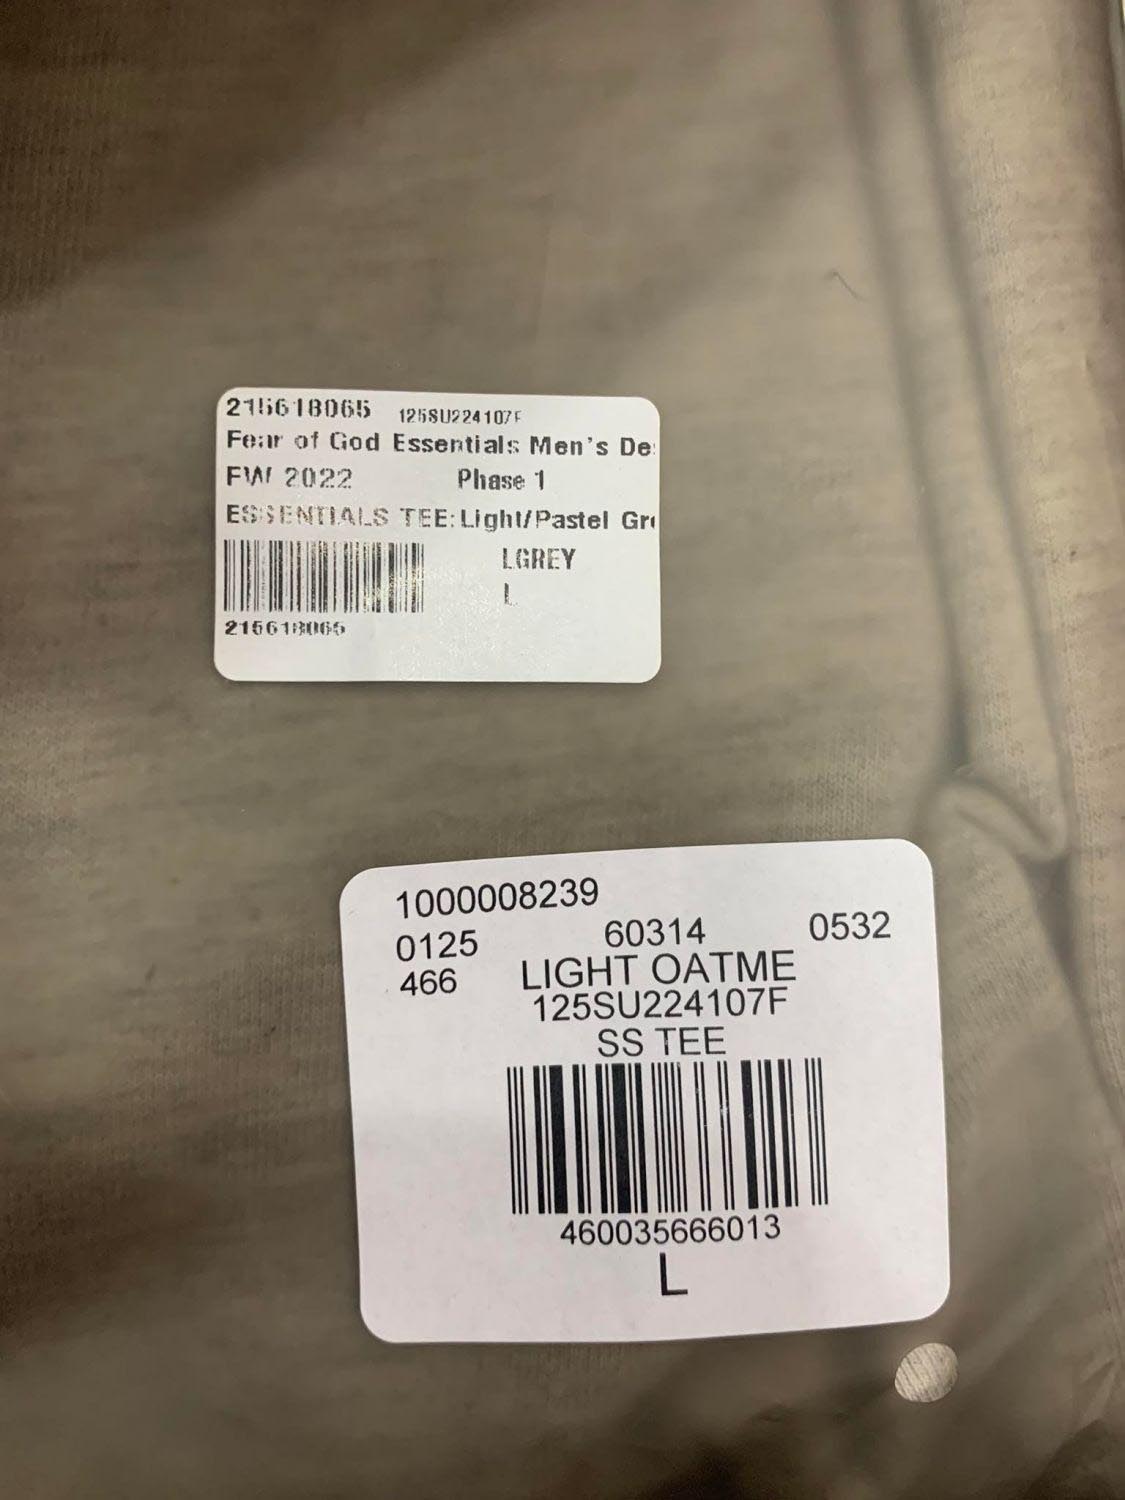 215618065 125SU224107F
Fear of God Essentials Men's De
FW 2022 Phase 1
ESSENTIALS TEE:Light/Pastel Gr
LGREY
L
215618065
1000008239
0125 60314 0532
466 LIGHT OATME
125SU224107F
SS TEE
460035666013
L